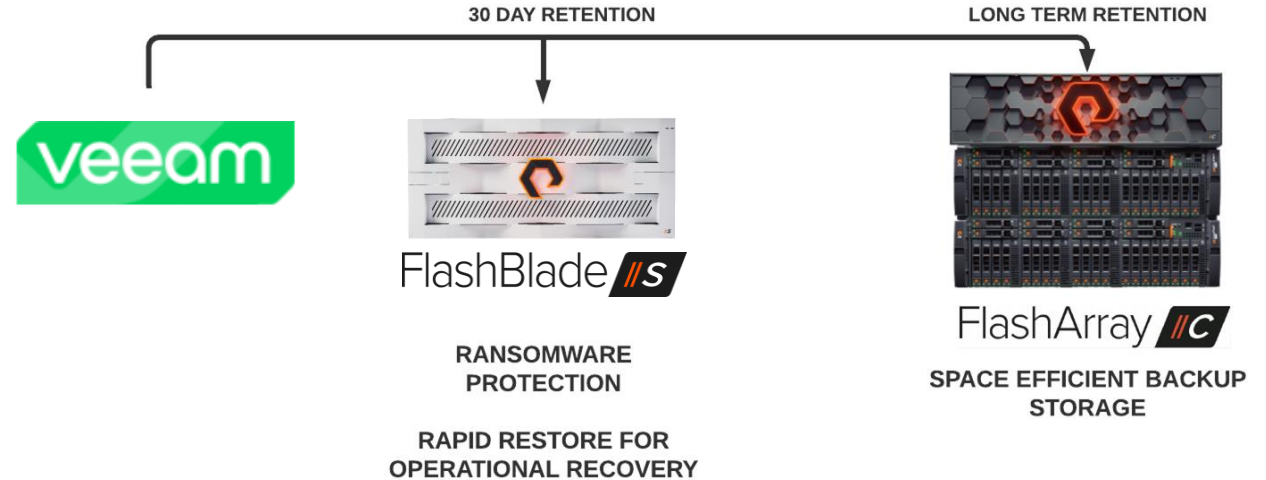 30 DAY RETENTION
LONG TERM RETENTION
veeam
FlashBlade //S
FlashArray //C
RANSOMWARE
PROTECTION
SPACE EFFICIENT BACKUP
STORAGE
RAPID RESTORE FOR
OPERATIONAL RECOVERY